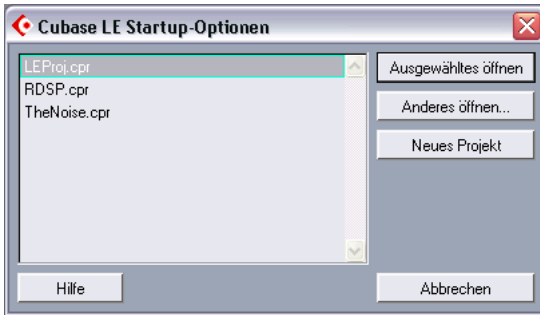 Cubase LE Startup-Optionen
LEProj.cpr
RDSP.cpr
TheNoise.cpr
Ausgewähltes öffnen
Anderes öffnen...
Neues Projekt
Hilfe
Abbrechen